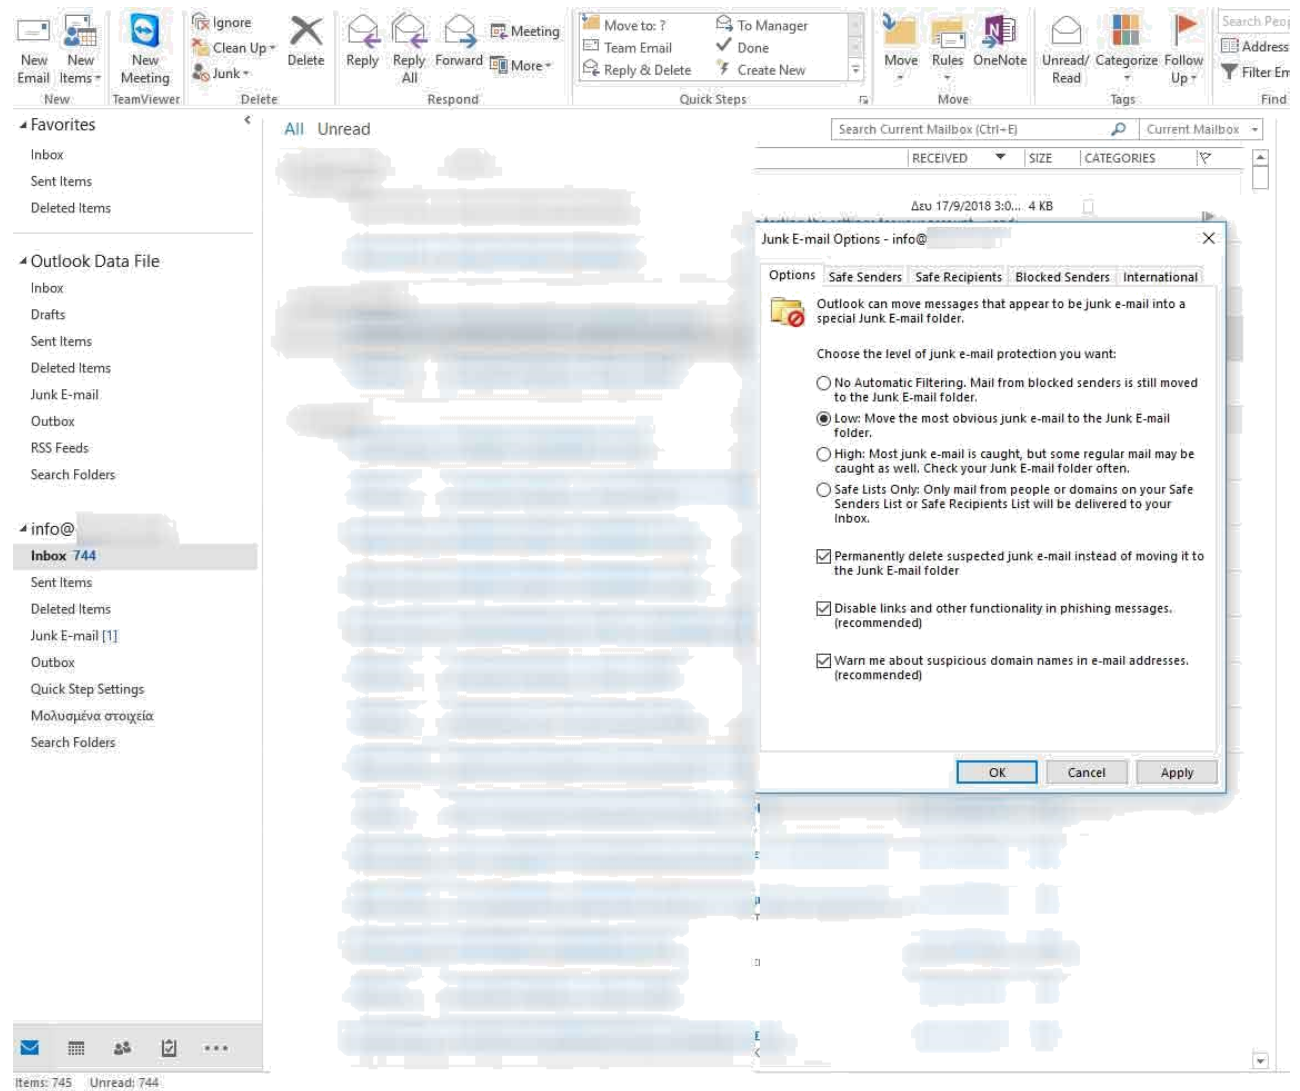 Ignore
Clean Up
Junk
New Email
New Items
New Meeting
Delete
Reply
Reply All
Forward
Meeting
More
Move to: ?
Team Email
Reply & Delete
To Manager
Done
Create New
Move
Rules
OneNote
Unread/ Read
Categorize
Follow Up
Search Peop
Address
Filter Em
New
TeamViewer
Delete
Respond
Quick Steps
Move
Tags
Find
Favorites
Inbox
Sent Items
Deleted Items
Outlook Data File
Inbox
Drafts
Sent Items
Deleted Items
Junk E-mail
Outbox
RSS Feeds
Search Folders
info@
Inbox 744
Sent Items
Deleted Items
Junk E-mail [1]
Outbox
Quick Step Settings
Μολυσμένα στοιχεία
Search Folders
All Unread
Search Current Mailbox (Ctrl+E)
Current Mailbox
RECEIVED SIZE CATEGORIES
Δευ 17/9/2018 3:0... 4 KB
Junk E-mail Options - info@
Options Safe Senders Safe Recipients Blocked Senders International
Outlook can move messages that appear to be junk e-mail into a
special Junk E-mail folder.
Choose the level of junk e-mail protection you want:
No Automatic Filtering. Mail from blocked senders is still moved
to the Junk E-mail folder.
Low: Move the most obvious junk e-mail to the Junk E-mail
folder.
High: Most junk e-mail is caught, but some regular mail may be
caught as well. Check your Junk E-mail folder often.
Safe Lists Only: Only mail from people or domains on your Safe
Senders List or Safe Recipients List will be delivered to your
Inbox.
Permanently delete suspected junk e-mail instead of moving it to
the Junk E-mail folder
Disable links and other functionality in phishing messages.
(recommended)
Warn me about suspicious domain names in e-mail addresses.
(recommended)
OK Cancel Apply
Items: 745 Unread: 744